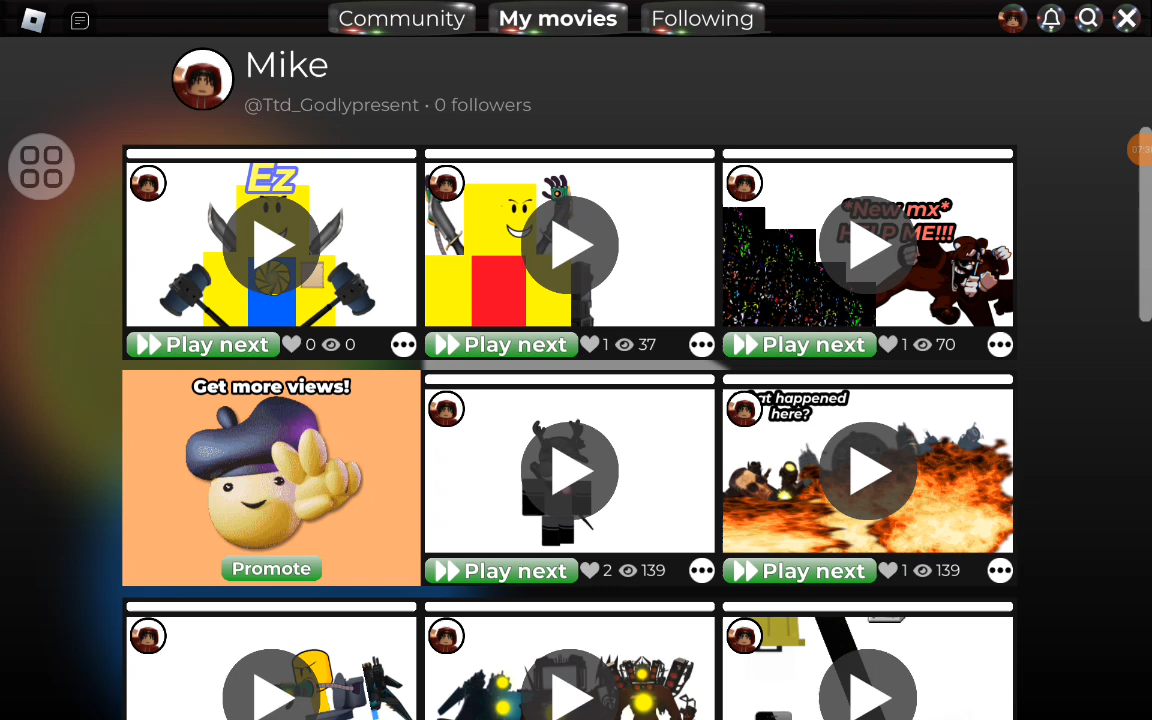 Community
My movies
Following
Mike
@Ttd_Godlypresent • 0 followers
07:3
Ez
*New mx*
HELP ME!!!
Play next
0
0
Play next
1
37
Play next
1
70
Get more views!
Promote
at happened
here?
Play next
2
139
Play next
1
139